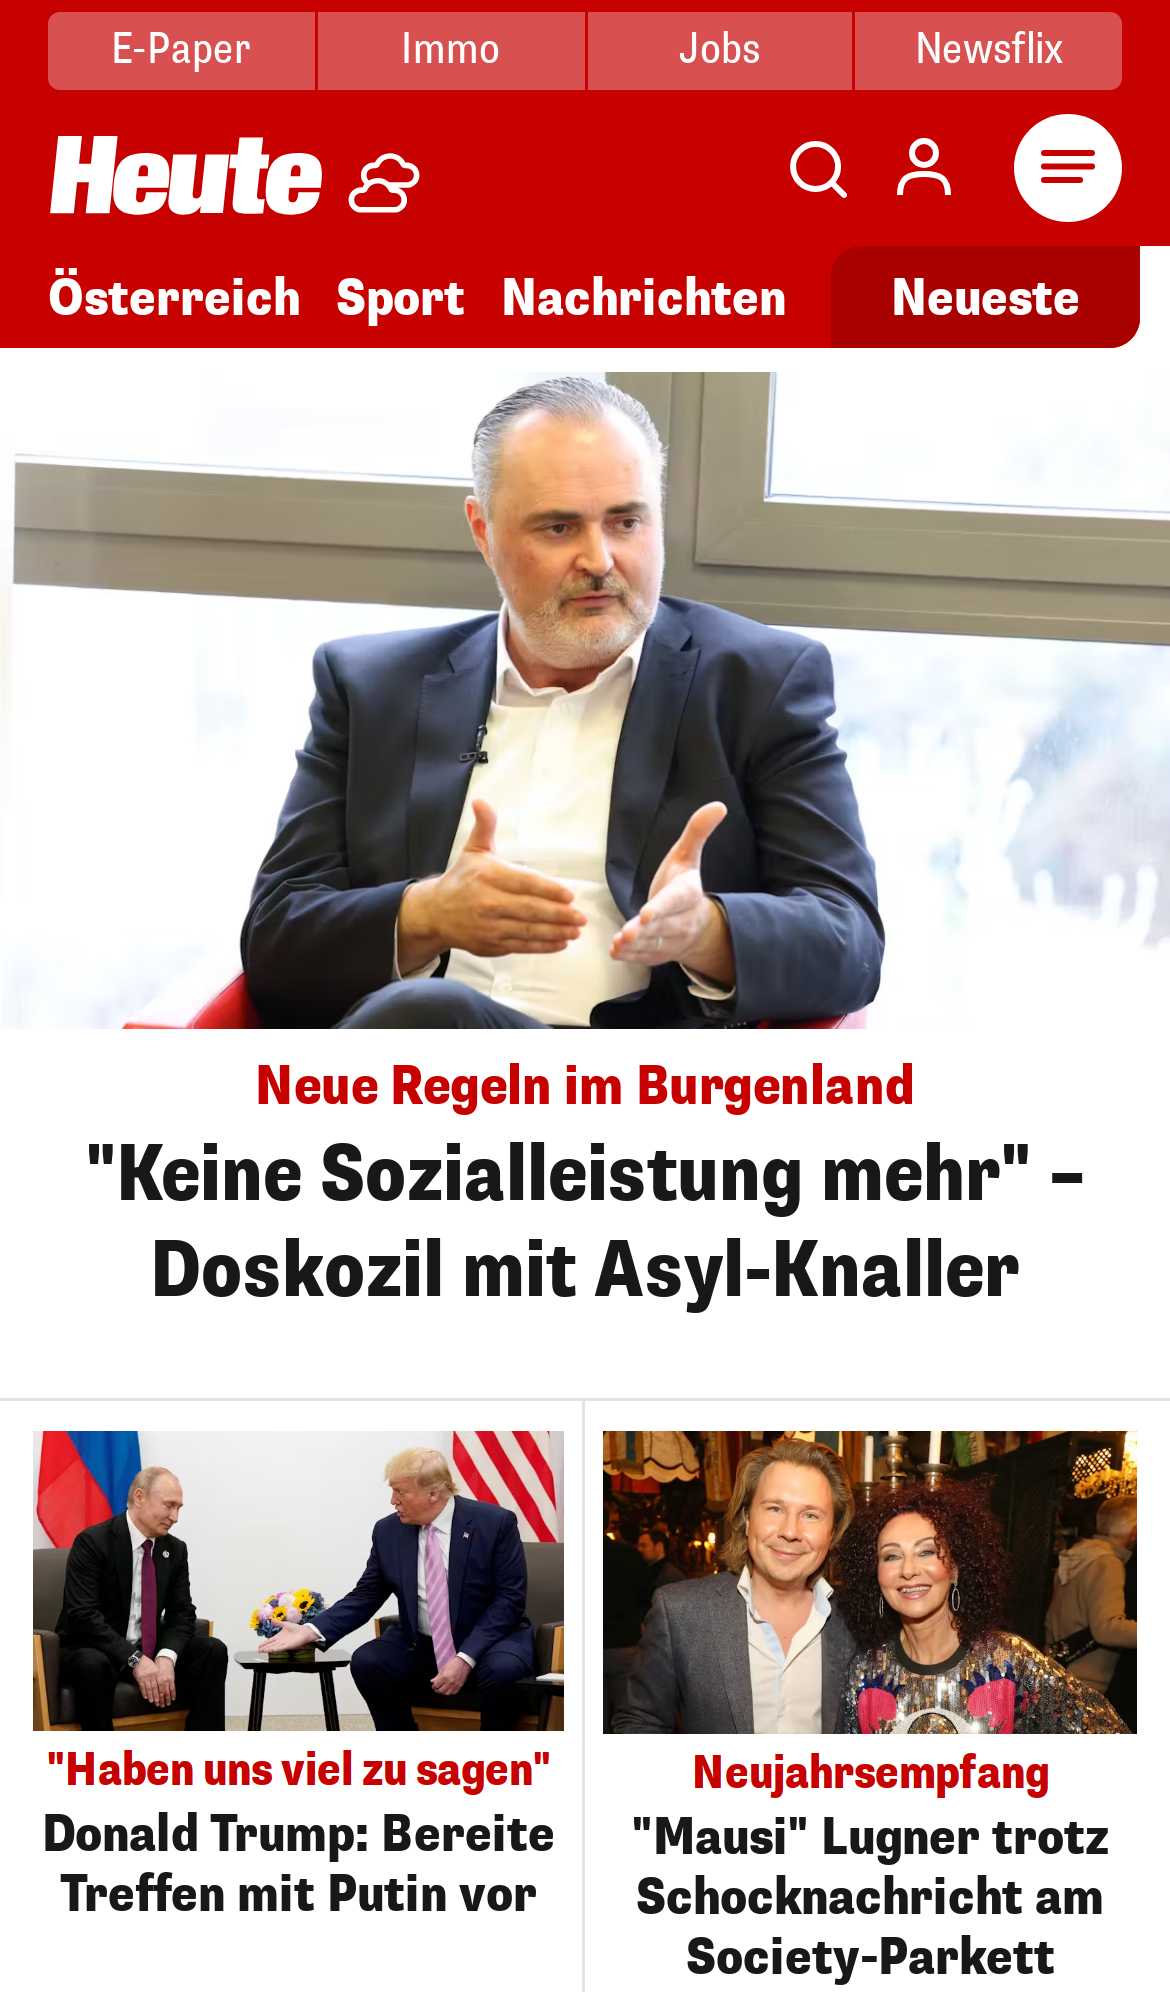 E-Paper
Immo
Jobs
Newsflix
Heute
Österreich
Sport
Nachrichten
Neueste
Neue Regeln im Burgenland
"Keine Sozialleistung mehr" –
Doskozil mit Asyl-Knaller
"Haben uns viel zu sagen"
Donald Trump: Bereite
Treffen mit Putin vor
Neujahrsempfang
"Mausi" Lugner trotz
Schocknachricht am
Society-Parkett